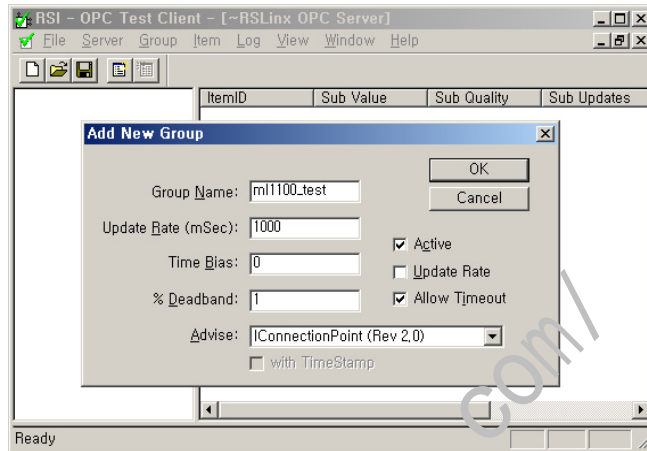 RSI - OPC Test Client - [~RSLinx OPC Server]
File Server Group Item Log View Window Help
ItemID Sub Value Sub Quality Sub Updates
Add New Group
OK
Cancel
Group Name: ml1100_test
Update Rate (mSec): 1000
Time Bias: 0
% Deadband: 1
Active
Update Rate
Allow Timeout
Advise: IConnectionPoint (Rev 2,0)
with TimeStamp
com/
Ready